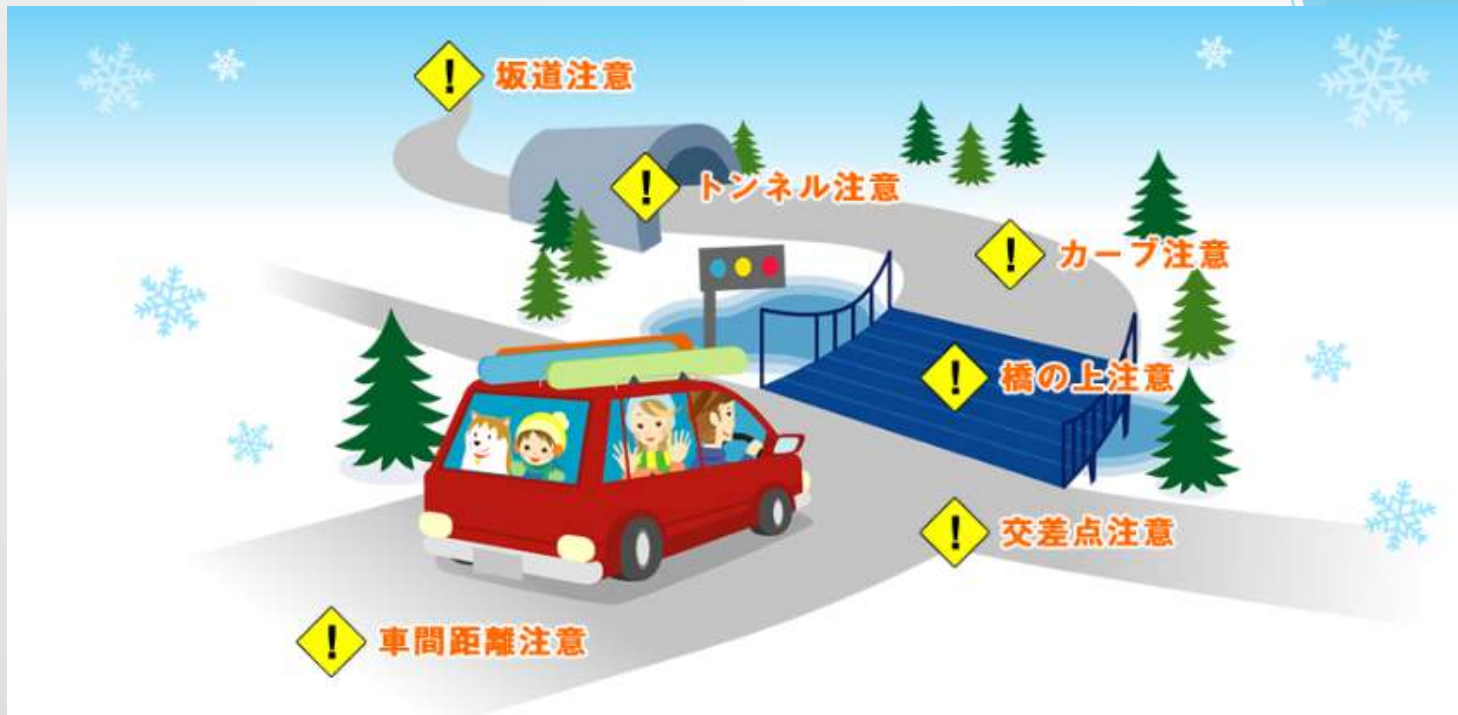 坂道注意
トンネル注意
カーブ注意
橋の上注意
交差点注意
車間距離注意